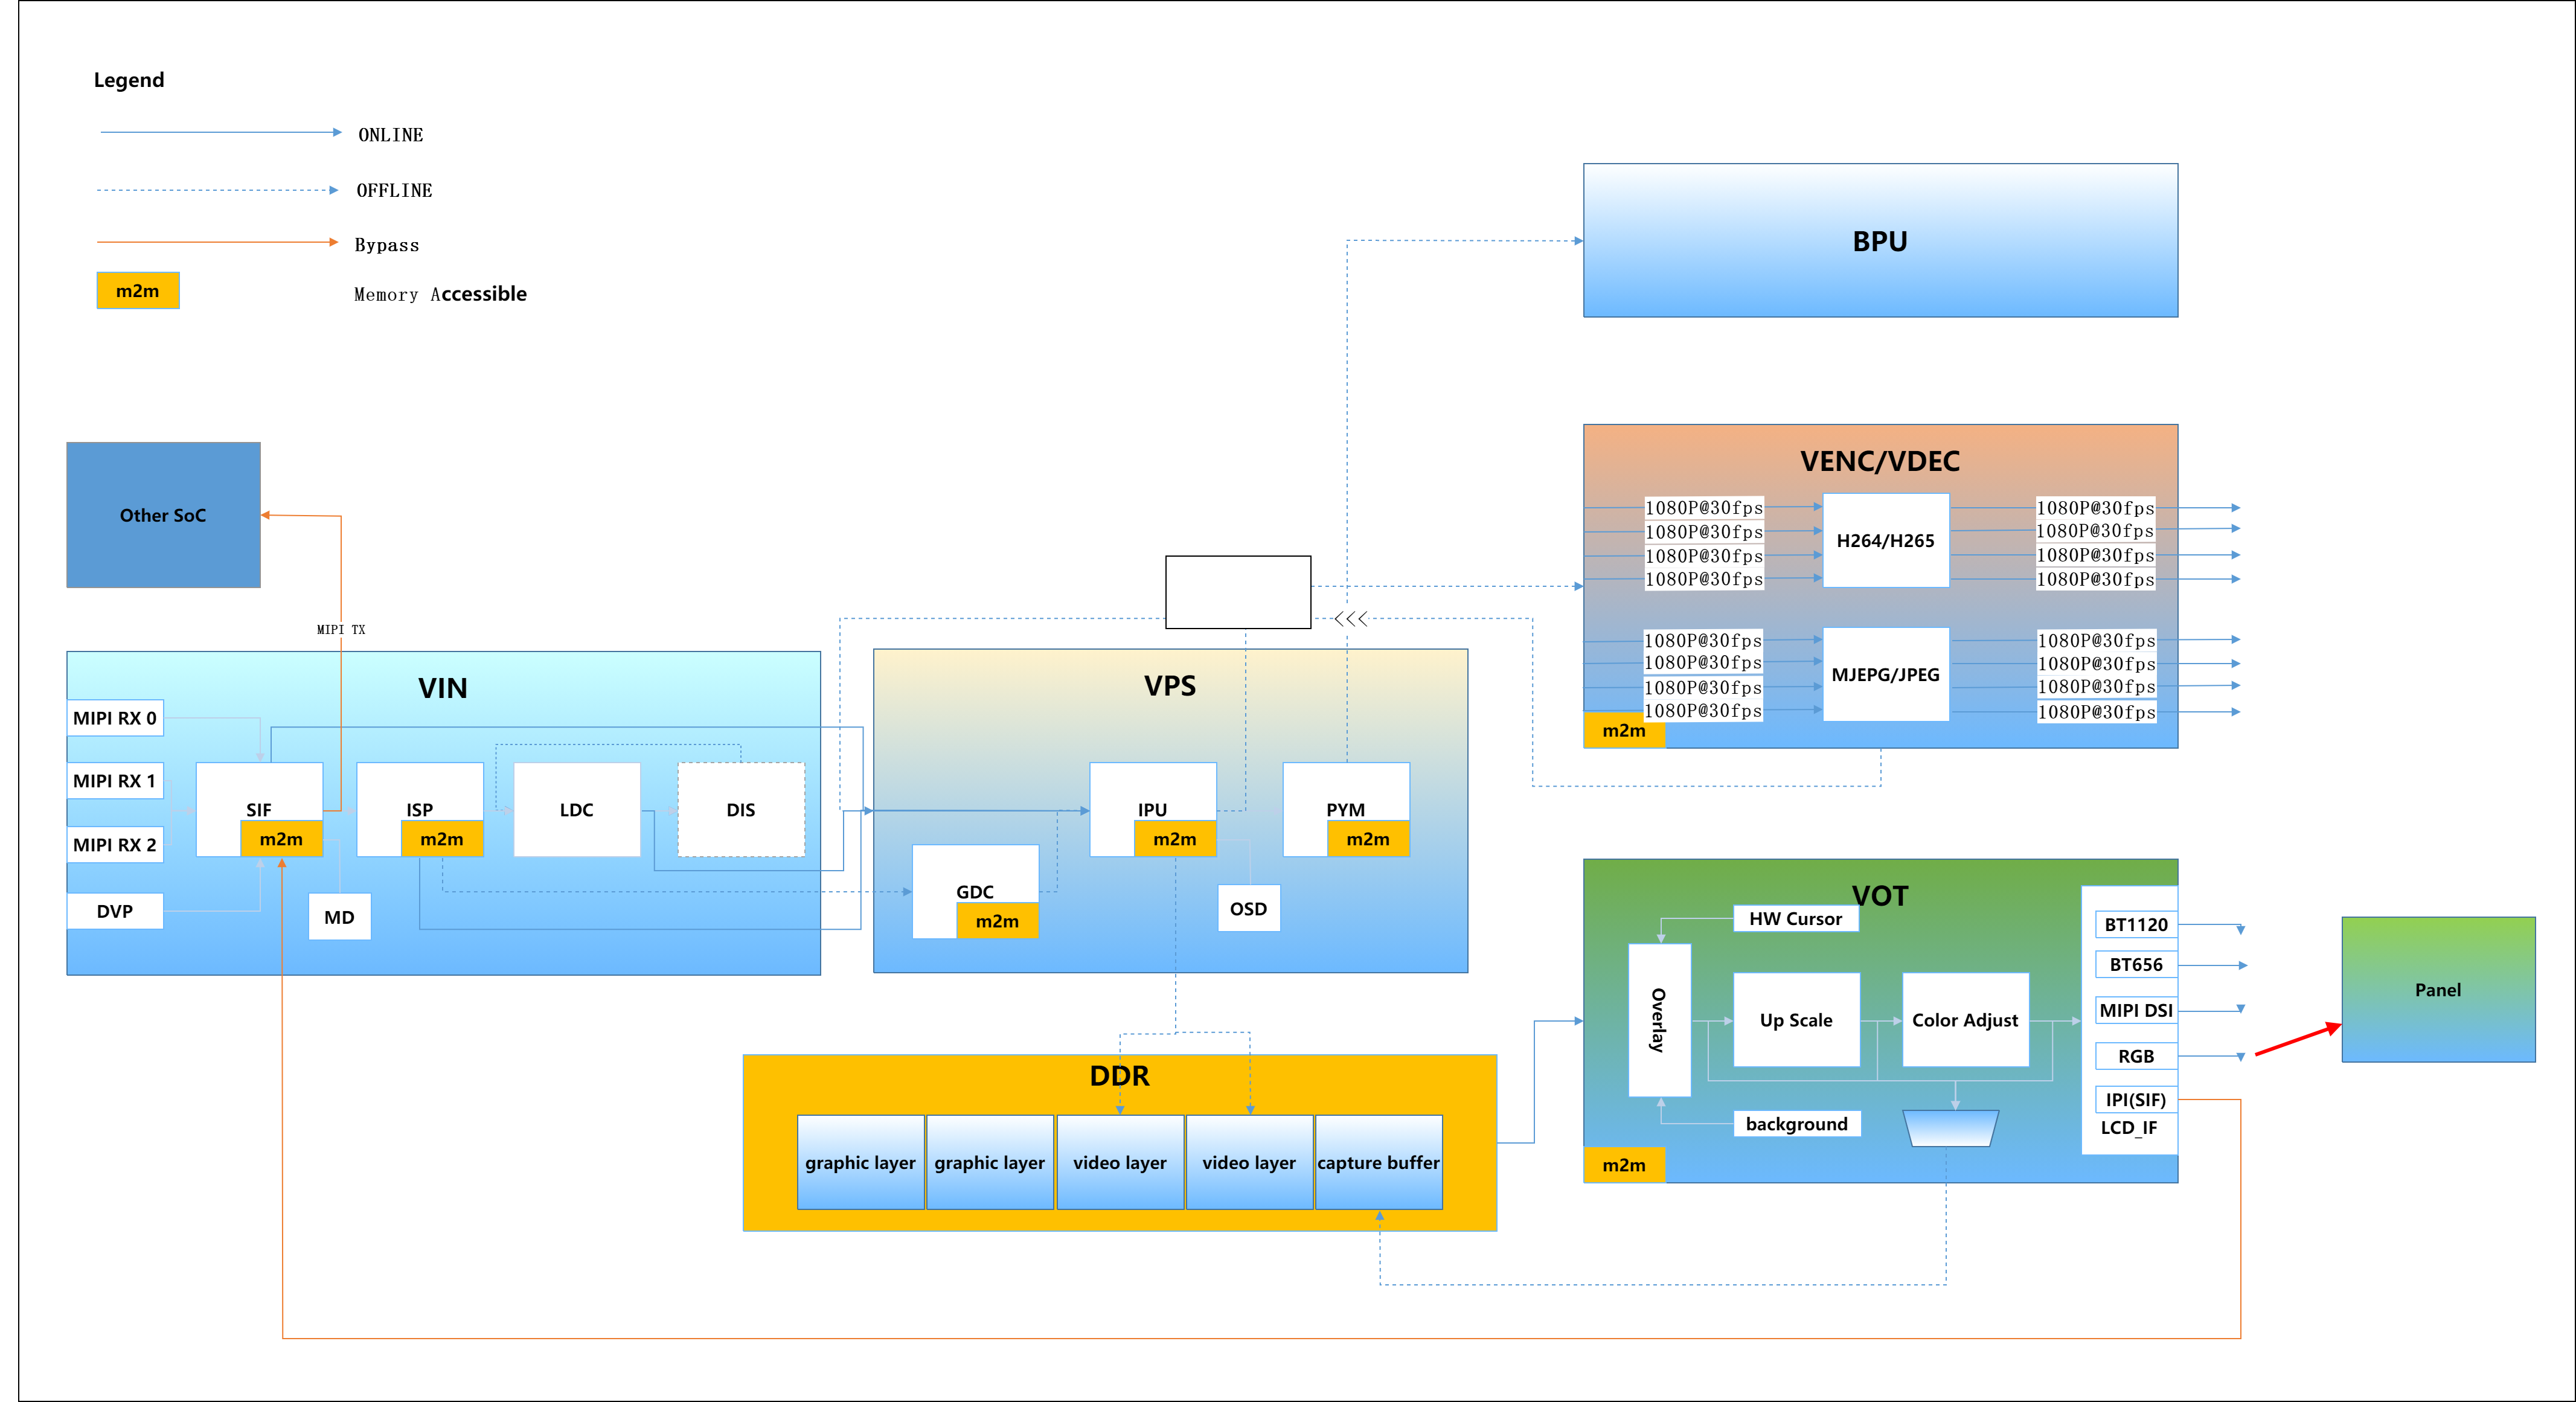 Legend
ONLINE
OFFLINE
Bypass
m2m
Memory Accessible
BPU
Other SoC
MIPI TX
VENC/VDEC
1080P@30fps
1080P@30fps
1080P@30fps
1080P@30fps
H264/H265
1080P@30fps
1080P@30fps
1080P@30fps
1080P@30fps
1080P@30fps
1080P@30fps
1080P@30fps
1080P@30fps
MJEPG/JPEG
1080P@30fps
1080P@30fps
1080P@30fps
1080P@30fps
m2m
VIN
MIPI RX 0
MIPI RX 1
MIPI RX 2
DVP
SIF
m2m
MD
ISP
m2m
LDC
DIS
VPS
GDC
m2m
IPU
m2m
OSD
PYM
m2m
DDR
graphic layer
graphic layer
video layer
video layer
capture buffer
VOT
HW Cursor
Overlay
Up Scale
Color Adjust
background
m2m
BT1120
BT656
MIPI DSI
RGB
IPI(SIF)
LCD_IF
Panel